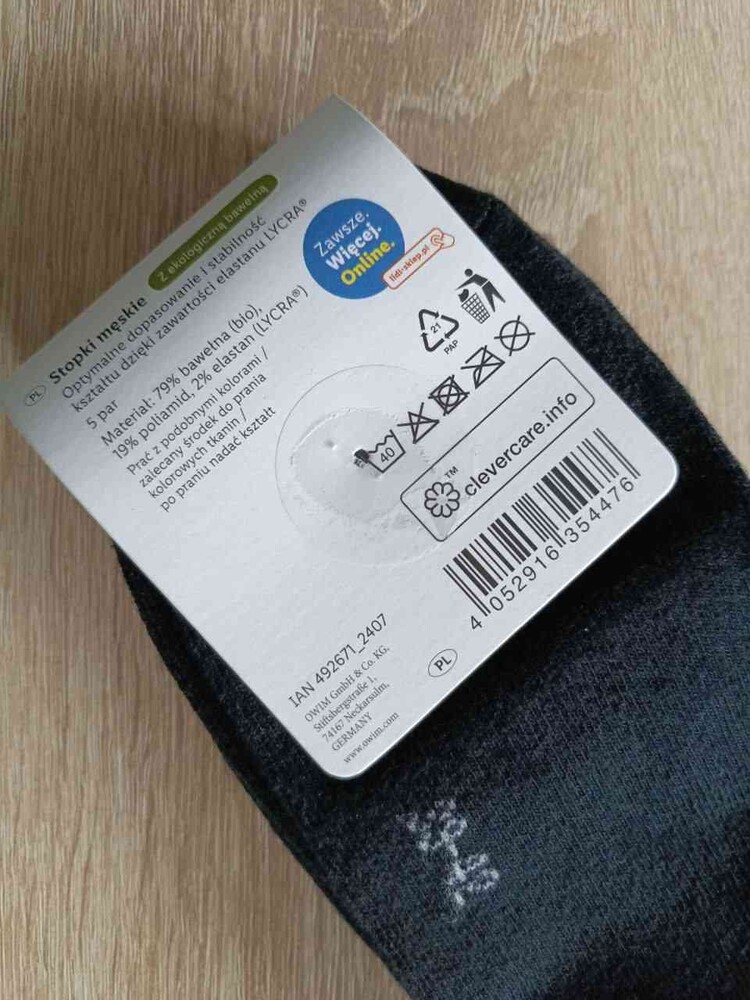 PL
Stopki męskie
Z ekologiczną bawełną
Optymalne dopasowanie i stabilność
kształtu dzięki zawartości elastanu LYCRA®
5 par
Materiał: 79% bawełna (bio),
19% poliamid, 2% elastan (LYCRA®)
Prać z podobnymi kolorami /
zalecany środek do prania
kolorowych tkanin /
po praniu nadać kształt
Zawsze.
Więcej.
Online.
lidl-sklep.pl
21
PAP
40
™
clevercare.info
4 052916 354476
IAN 492671_2407
OWIM GmbH & Co. KG,
Stiftsbergstraße 1,
74167 Neckarsulm,
GERMANY
www.owim.com
PL